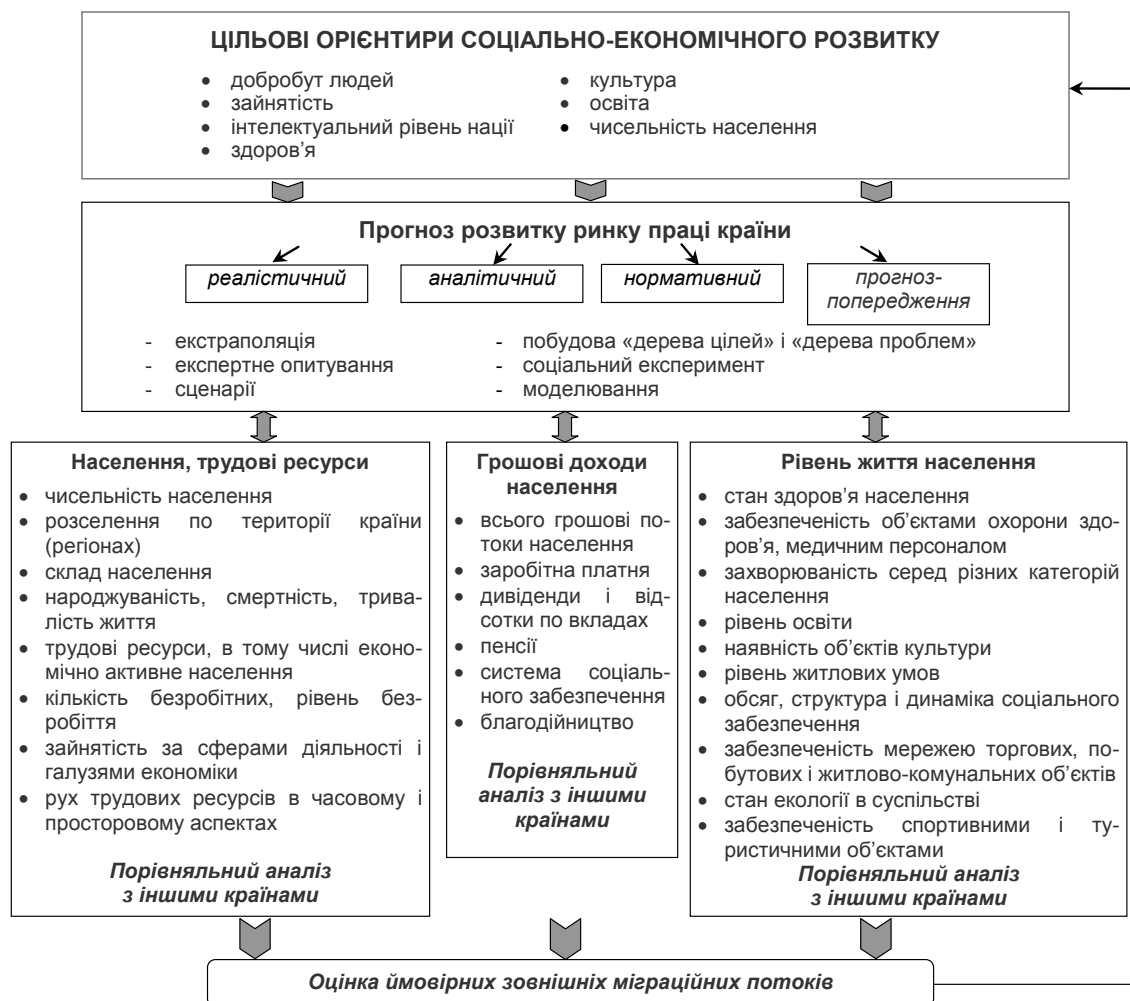 ЦІЛЬОВІ ОРІЄНТИРИ СОЦІАЛЬНО-ЕКОНОМІЧНОГО РОЗВИТКУ
• добробут людей
• зайнятість
• інтелектуальний рівень нації
• здоров'я
• культура
• освіта
• чисельність населення
Прогноз розвитку ринку праці країни
реалістичний
аналітичний
нормативний
прогноз-
попередження
- екстраполяція
- експертне опитування
- сценарії
- побудова «дерева цілей» і «дерева проблем»
- соціальний експеримент
- моделювання
Населення, трудові ресурси
• чисельність населення
• розселення по території країни
(регіонах)
• склад населення
• народжуваність, смертність, трива-
лість життя
• трудові ресурси, в тому числі еконо-
мічно активне населення
• кількість безробітних, рівень без-
робіття
• зайнятість за сферами діяльності і
галузями економіки
• рух трудових ресурсів в часовому і
просторовому аспектах
Порівняльний аналіз
з іншими країнами
Грошові доходи
населення
• всього грошові по-
токи населення
• заробітна платня
• дивіденди і від-
сотки по вкладах
• пенсії
• система соціаль-
ного забезпечення
• благодійництво
Порівняльний
аналіз з іншими
країнами
Рівень життя населення
• стан здоров'я населення
• забезпеченість об'єктами охорони здо-
ров'я, медичним персоналом
• захворюваність серед різних категорій
населення
• рівень освіти
• наявність об'єктів культури
• рівень житлових умов
• обсяг, структура і динаміка соціального
забезпечення
• забезпеченість мережею торгових, по-
бутових і житлово-комунальних об'єктів
• стан екології в суспільстві
• забезпеченість спортивними і ту-
ристичними об'єктами
Порівняльний аналіз
з іншими країнами
Оцінка ймовірних зовнішніх міграційних потоків